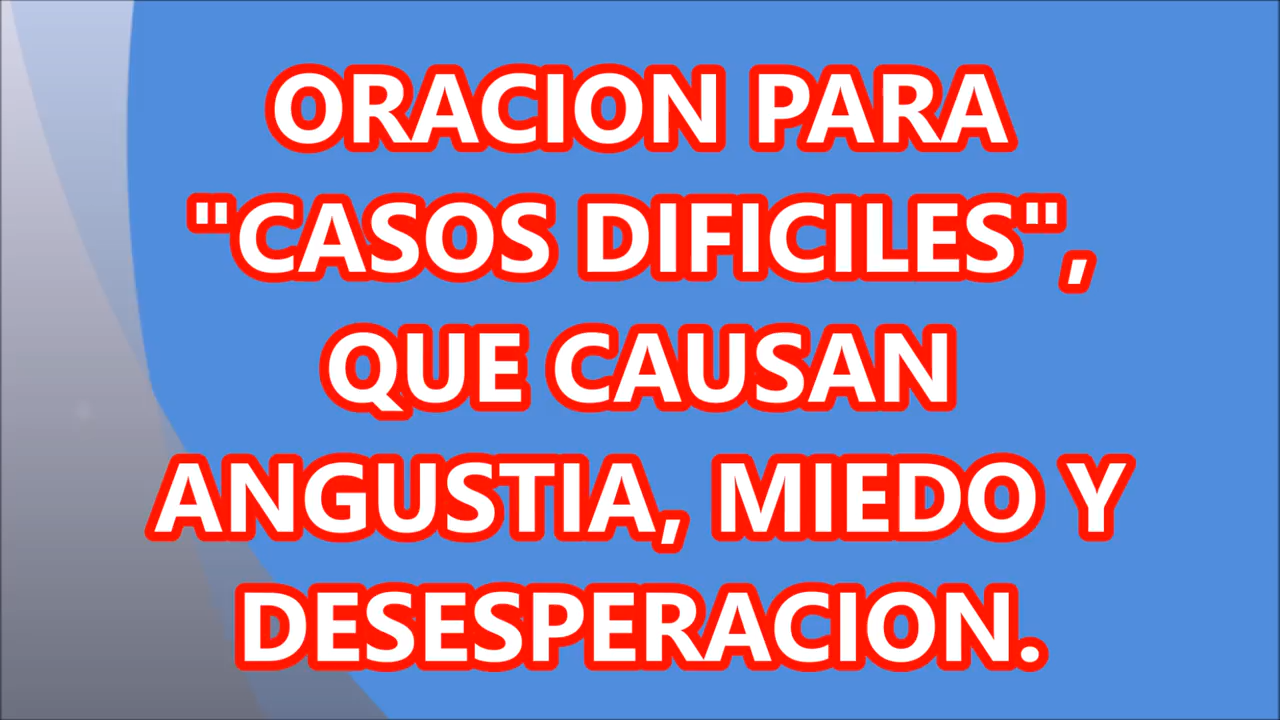 ORACION PARA
"CASOS DIFICILES",
QUE CAUSAN
ANGUSTIA, MIEDO Y
DESESPERACION.